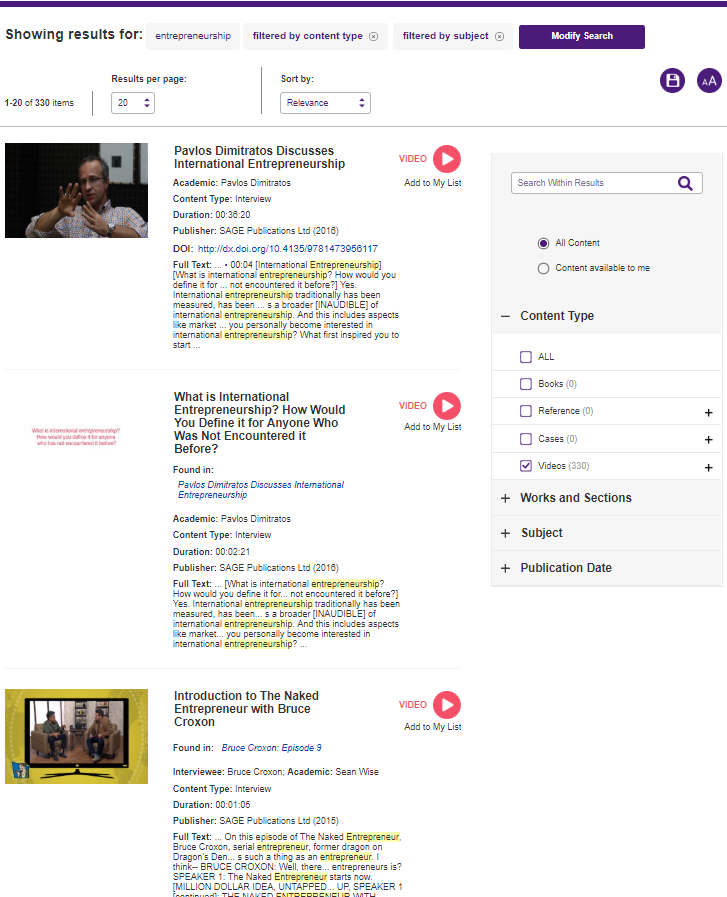 Showing results for: entrepreneurship filtered by content type filtered by subject Modify Search
Results per page: Sort by:
1-20 of 330 items 20 Relevance AA
Pavlos Dimitratos Discusses
International Entrepreneurship
VIDEO
Add to My List
Academic: Pavlos Dimitratos
Content Type: Interview
Duration: 00:36:20
Publisher: SAGE Publications Ltd (2016)
DOI: http://dx.doi.org/10.4135/9781473956117
Full Text: ... • 00:04 [International Entrepreneurship]
[What is international entrepreneurship? How would you
define it for ... not encountered it before?] Yes.
International entrepreneurship traditionally has been
measured, has been ... s a broader [INAUDIBLE] of
international entrepreneurship. And this includes aspects
like market ... you personally become interested in
international entrepreneurship? What first inspired you to
start ...
What is international entrepreneurship?
How would you define it for anyone
who has not encountered it before?
What is International
Entrepreneurship? How Would
You Define it for Anyone Who
Was Not Encountered it
Before?
VIDEO
Add to My List
Found in:
Pavlos Dimitratos Discusses International
Entrepreneurship
Academic: Pavlos Dimitratos
Content Type: Interview
Duration: 00:02:21
Publisher: SAGE Publications Ltd (2016)
Full Text: ... [What is international entrepreneurship?
How would you define it for... not encountered it before?]
Yes. International entrepreneurship traditionally has been
measured, has been... s a broader [INAUDIBLE] of
international entrepreneurship. And this includes aspects
like market... you personally become interested in
international entrepreneurship? ...
Introduction to The Naked
Entrepreneur with Bruce
Croxon
VIDEO
Add to My List
Found in: Bruce Croxon: Episode 9
Interviewee: Bruce Croxon; Academic: Sean Wise
Content Type: Interview
Duration: 00:01:05
Publisher: SAGE Publications Ltd (2015)
Full Text: ... On this episode of The Naked Entrepreneur,
Bruce Croxon, serial entrepreneur, former dragon on
Dragon's Den... s such a thing as an entrepreneur. I
think-- BRUCE CROXON: Well, there... entrepreneurs is?
SPEAKER 1: The Naked Entrepreneur starts now.
[MILLION DOLLAR IDEA, UNTAPPED... UP, SPEAKER 1
[continued]: THE NAKED ENTREPRENEUR WITH
Search Within Results
All Content
Content available to me
Content Type
ALL
Books (0)
Reference (0)
Cases (0)
Videos (330)
Works and Sections
Subject
Publication Date